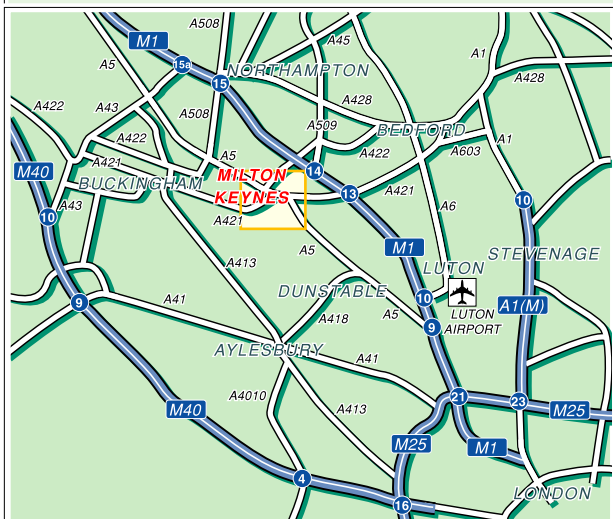 A508
M1
A45
A1
A5
15a
NORTHAMPTON
15
A428
A422
A43
A508
A428
A509
BEDFORD
A422
A1
A603
A421
A5
A422
M40
BUCKINGHAM
MILTON
KEYNES
14
13
A421
10
A43
10
A421
A6
A5
M1
A413
STEVENAGE
LUTON
DUNSTABLE
9
A41
10
LUTON
AIRPORT
A1(M)
A418
A5
9
AYLESBURY
A41
A4010
21
23
M40
A413
M25
M25
M1
4
LONDON
16